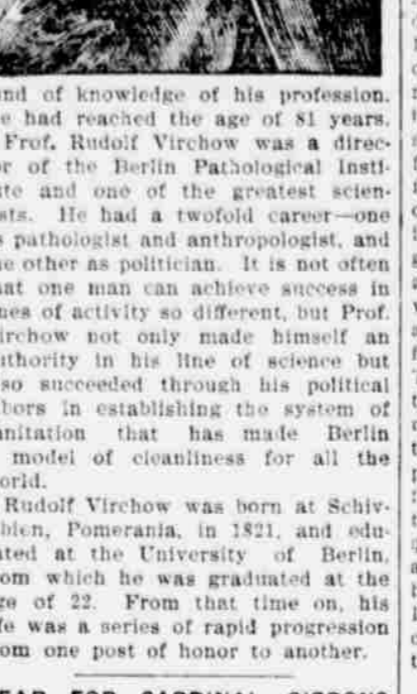 nd of knowledge of his profession.
e had reached the age of 81 years.
Prof. Rudolf Virchow was a direc-
or of the Berlin Pathological Insti-
te and one of the greatest scien-
sts. He had a twofold career—one
s pathologist and anthropologist, and
e other as politician. It is not often
at one man can achieve success in
nes of activity so different, but Prof.
irchow not only made himself an
uthority in his line of science but
so succeeded through his political
bors in establishing the system of
anitation that has made Berlin
model of cleanliness for all the
orld.
Rudolf Virchow was born at Schiv-
bien, Pomerania, in 1821, and edu-
ated at the University of Berlin,
om which he was graduated at the
ge of 22. From that time on, his
fe was a series of rapid progression
om one post of honor to another.
FOR CARDINAL